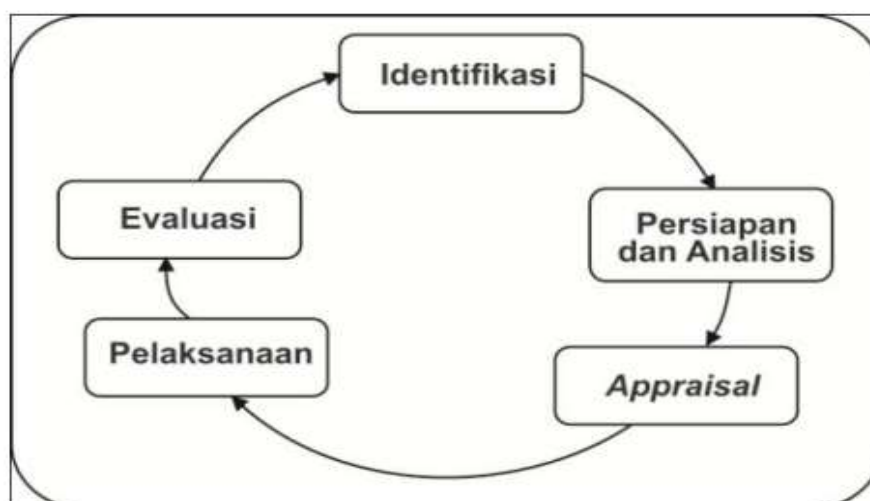 Identifikasi
Persiapan
dan Analisis
Appraisal
Pelaksanaan
Evaluasi